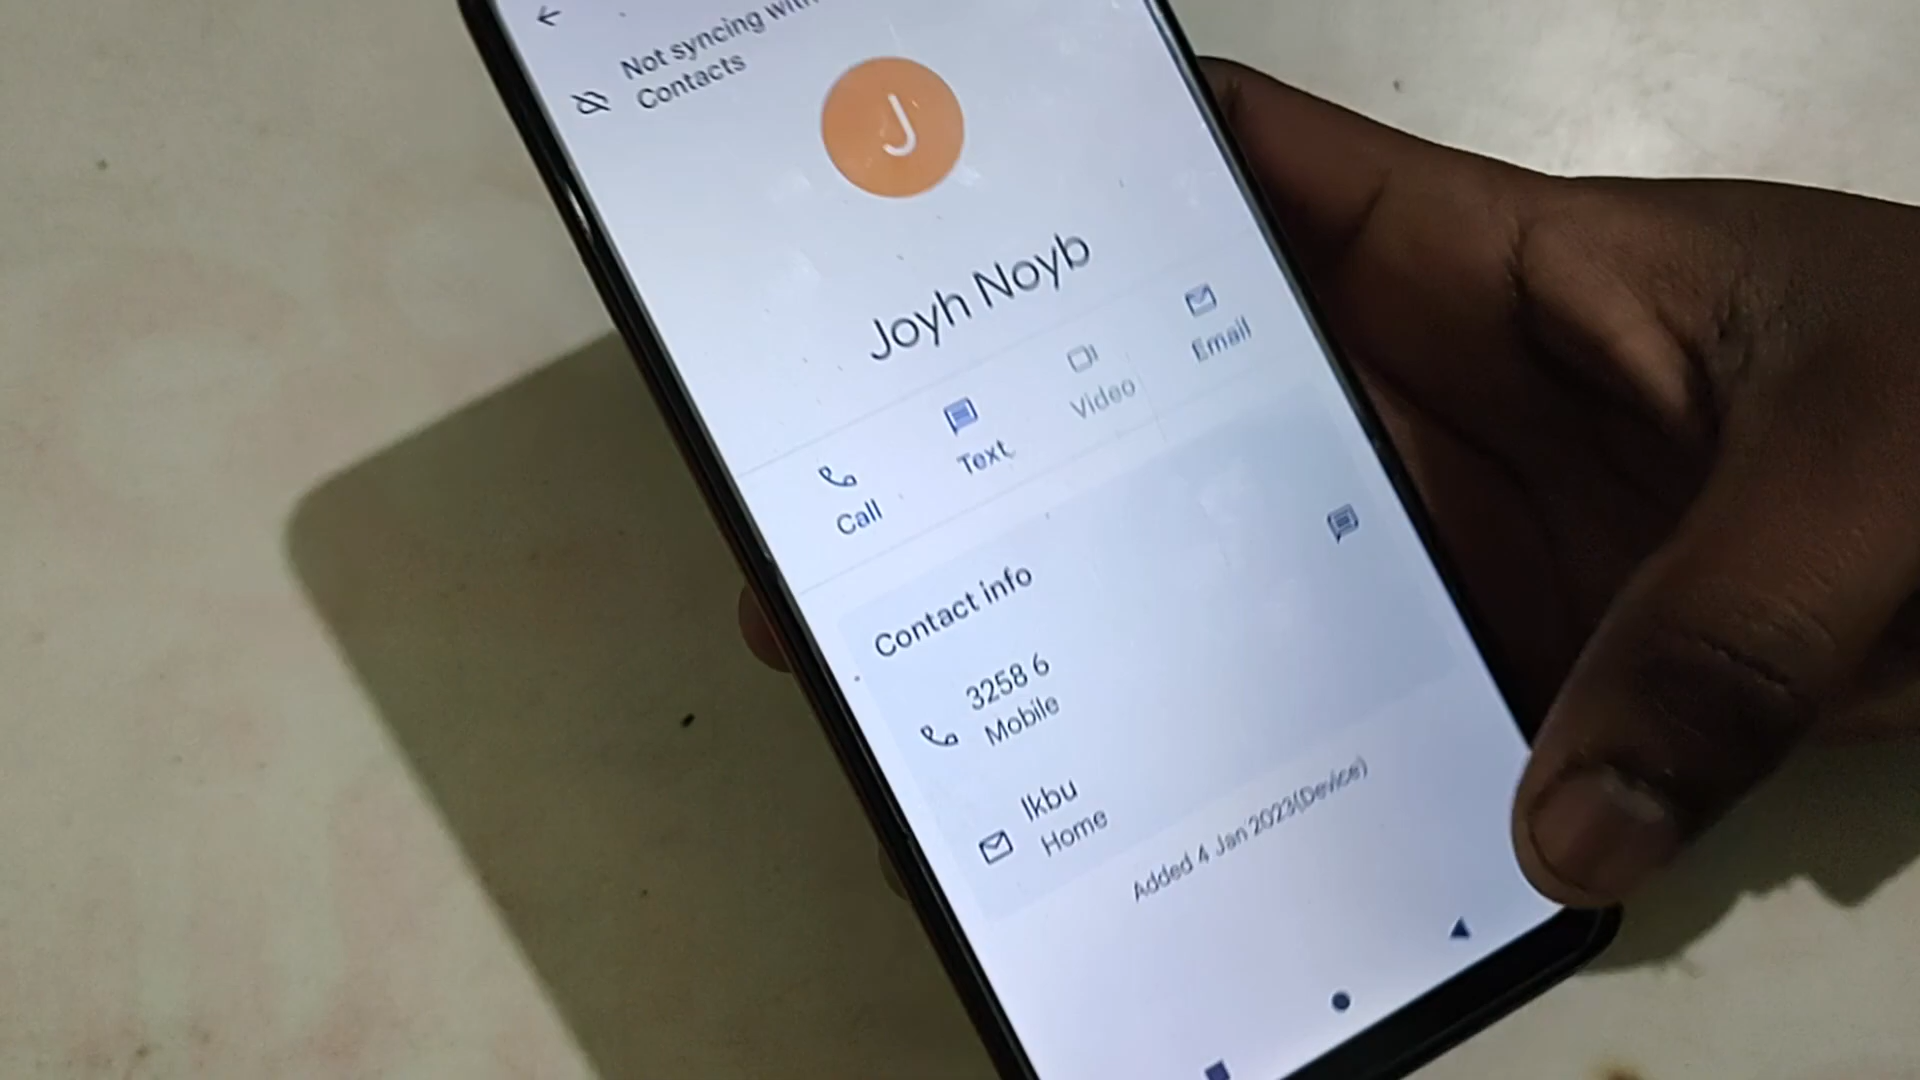 Not syncing with
Contacts
J
Joyh Noyb
Call
Text
Video
Email
Contact info
3258 6
Mobile
Ikbu
Home
Added 4 Jan 2023(Device)